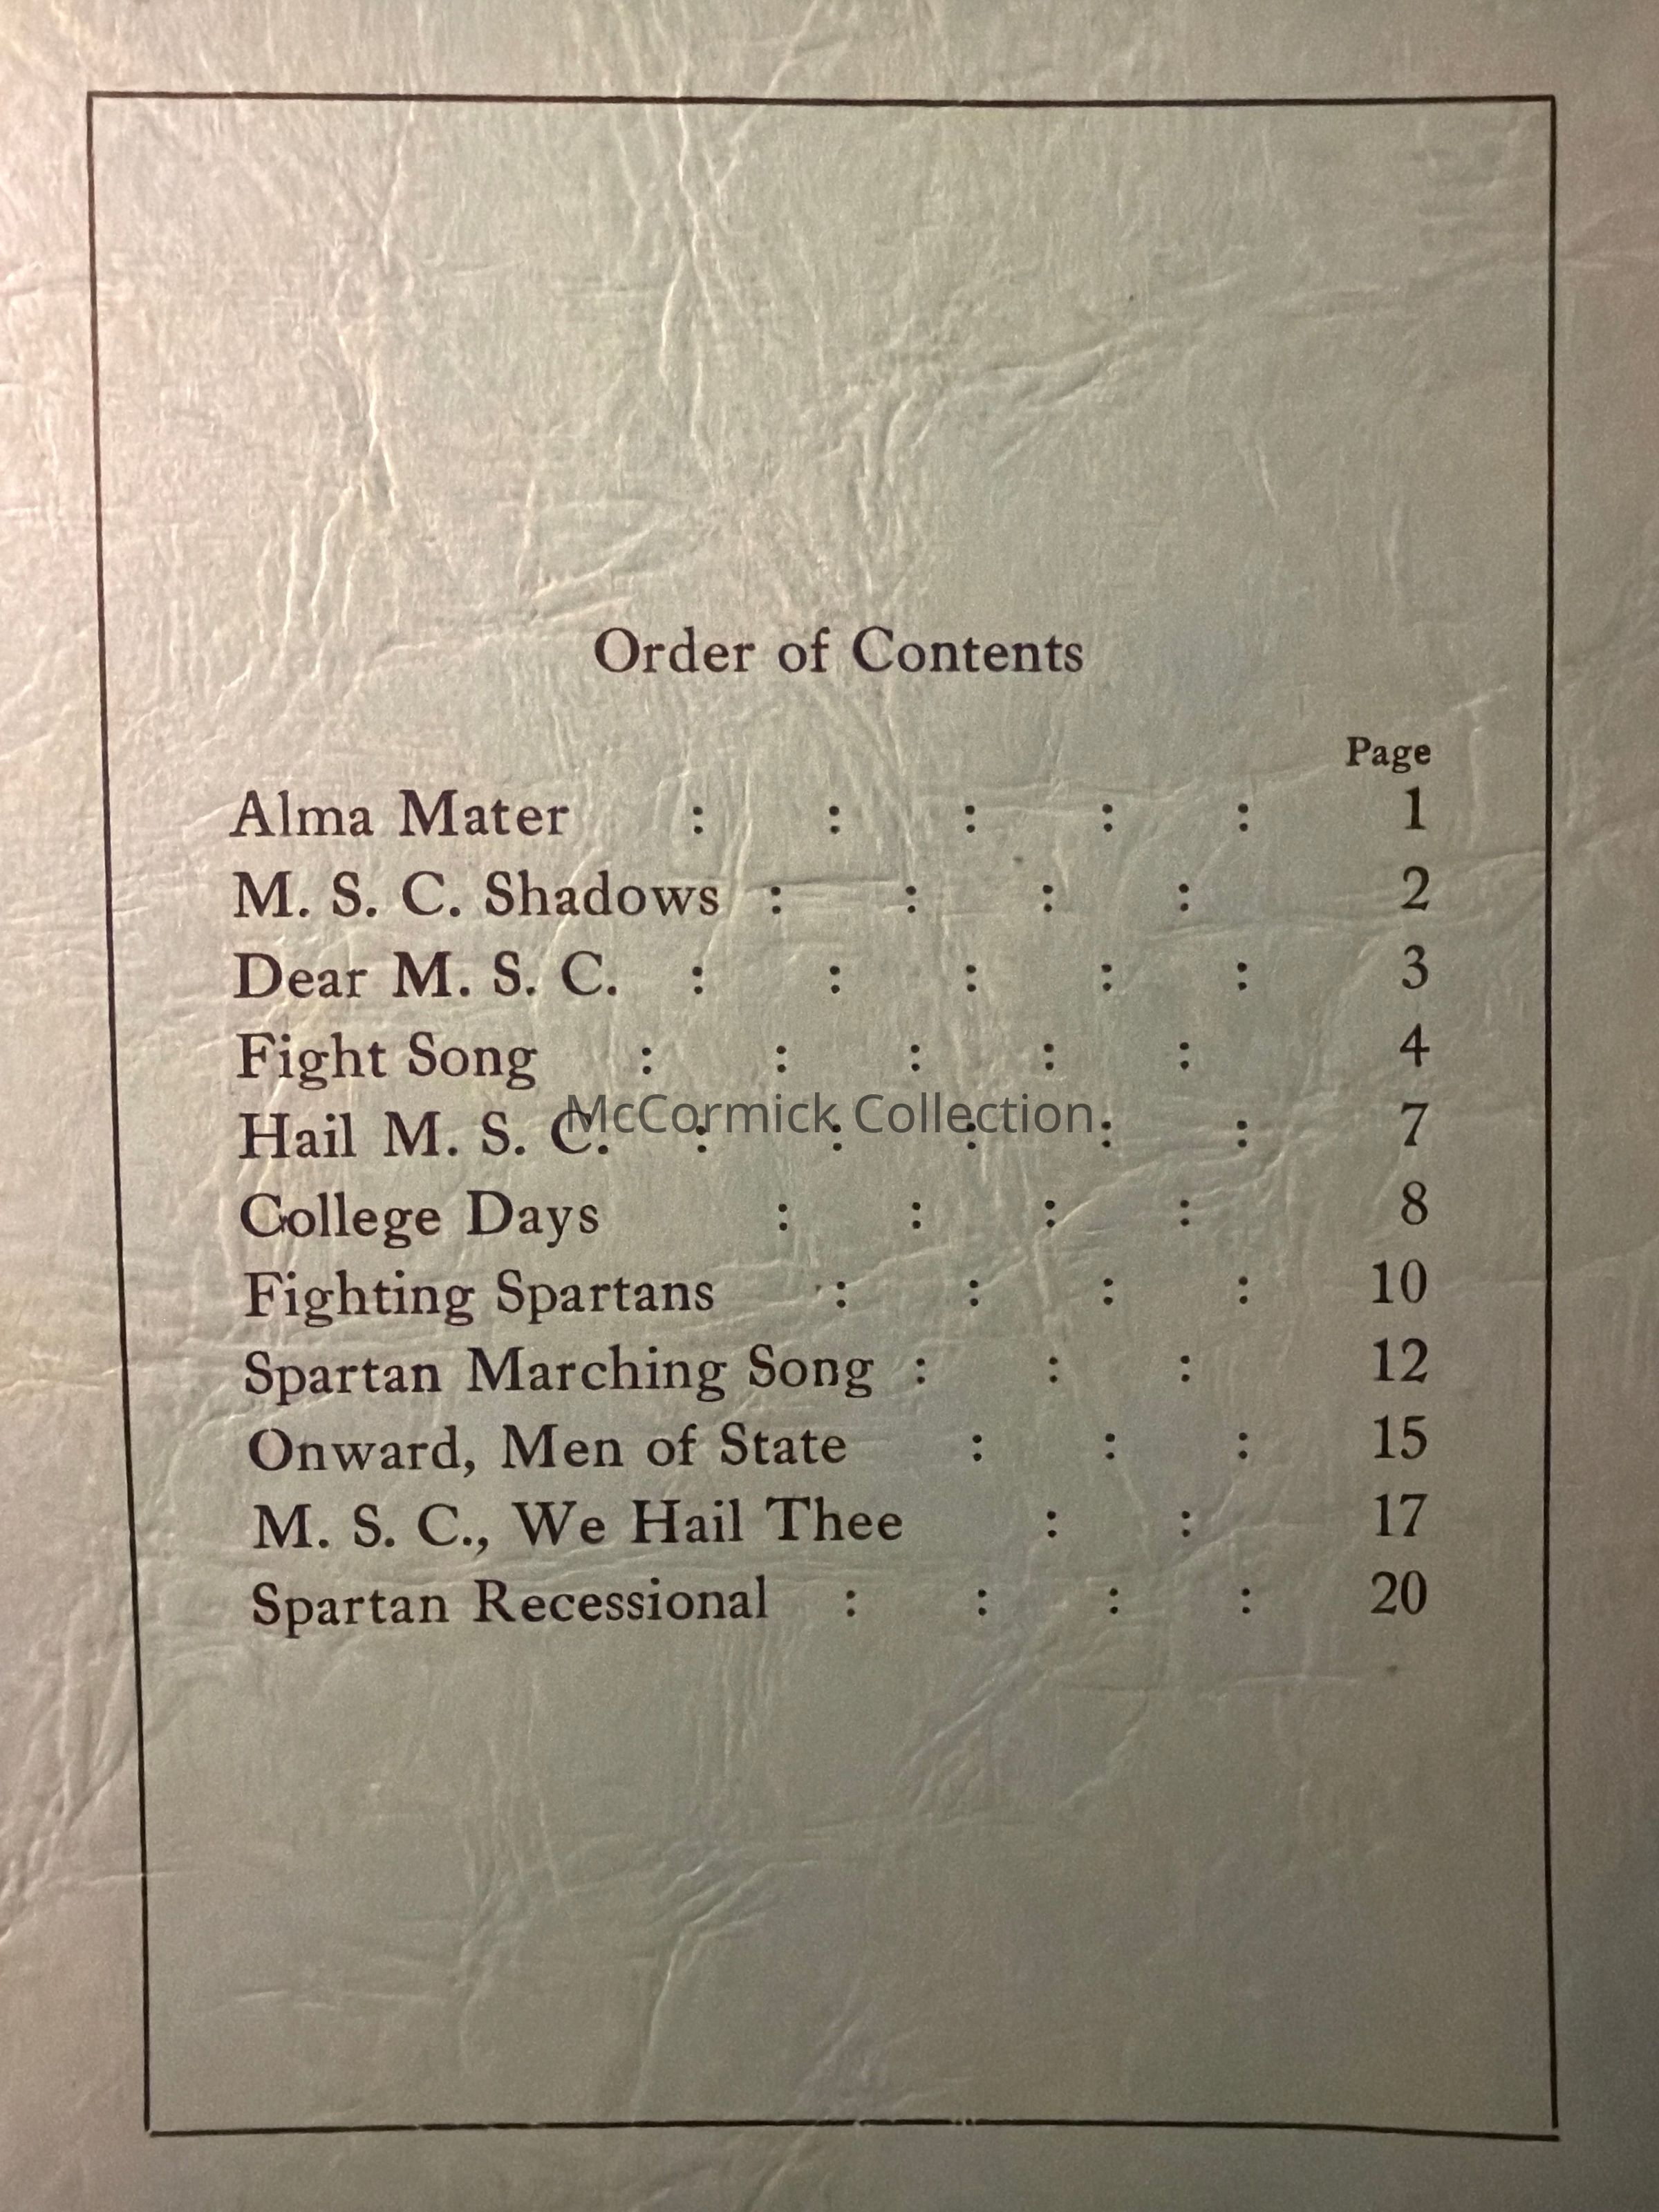 Order of Contents
Page
Alma Mater : : : : : 1
M. S. C. Shadows : : : : 2
Dear M. S. C. : : : : : 3
Fight Song : : : : : 4
McCormick Collection
Hail M. S. C. : : : : : 7
College Days : : : : 8
Fighting Spartans : : : : 10
Spartan Marching Song : : : 12
Onward, Men of State : : : 15
M. S. C., We Hail Thee : : 17
Spartan Recessional : : : : 20